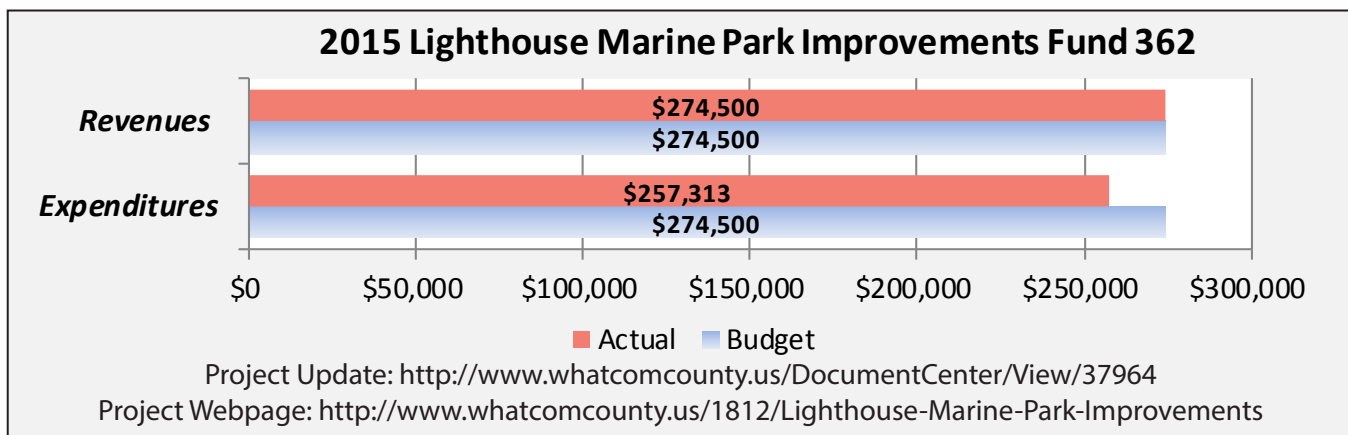 2015 Lighthouse Marine Park Improvements Fund 362
Revenues
$274,500
$274,500
Expenditures
$257,313
$274,500
$0 $50,000 $100,000 $150,000 $200,000 $250,000 $300,000
Actual Budget
Project Update: http://www.whatcomcounty.us/DocumentCenter/View/37964
Project Webpage: http://www.whatcomcounty.us/1812/Lighthouse-Marine-Park-Improvements